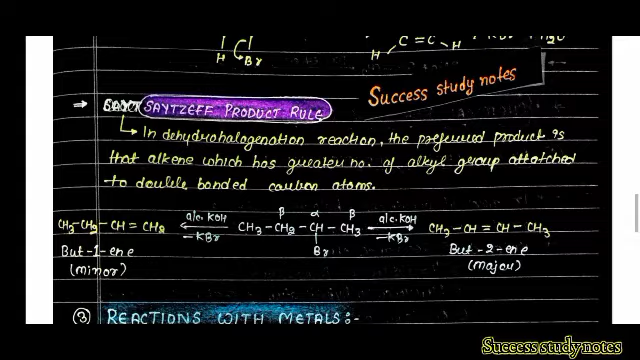 C = C
H
H
H
Br
Success study notes
→ SAYTZEFF PRODUCT RULE
In dehydrohalogenation reaction, the preferred product is
that alkene which has greater no. of alkyl group attatched
to double bonded carbon atoms.
CH₃-CH₂-CH=CH₂ ← alc.KOH -KBr CH₃-CH₂-CH-CH₃ → alc.KOH -KBr CH₃-CH=CH-CH₃
β α β
Br
But-1-ene But-2-ene
(minor) (major)
③ REACTIONS WITH METALS:-
Success study notes